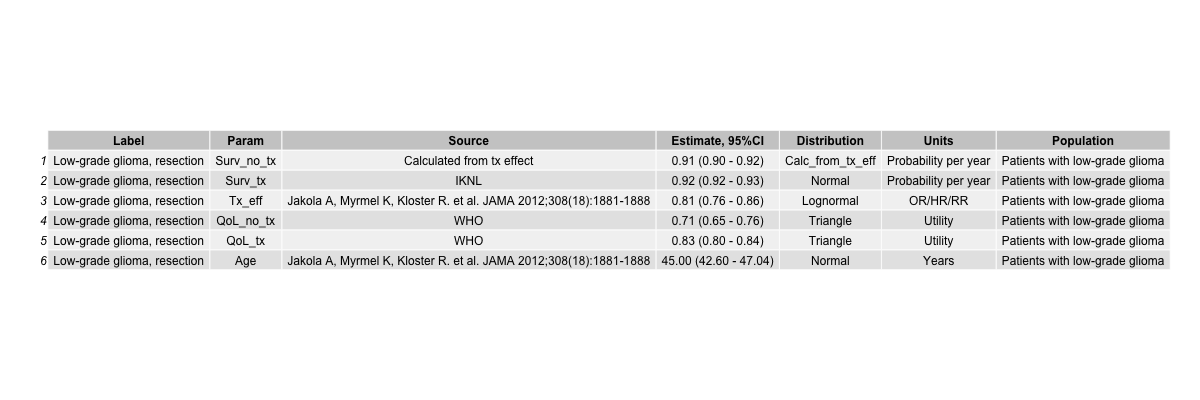 Label Param Source Estimate, 95%CI Distribution Units Population
1 Low-grade glioma, resection Surv_no_tx Calculated from tx effect 0.91 (0.90 - 0.92) Calc_from_tx_eff Probability per year Patients with low-grade glioma
2 Low-grade glioma, resection Surv_tx IKNL 0.92 (0.92 - 0.93) Normal Probability per year Patients with low-grade glioma
3 Low-grade glioma, resection Tx_eff Jakola A, Myrmel K, Kloster R. et al. JAMA 2012;308(18):1881-1888 0.81 (0.76 - 0.86) Lognormal OR/HR/RR Patients with low-grade glioma
4 Low-grade glioma, resection QoL_no_tx WHO 0.71 (0.65 - 0.76) Triangle Utility Patients with low-grade glioma
5 Low-grade glioma, resection QoL_tx WHO 0.83 (0.80 - 0.84) Triangle Utility Patients with low-grade glioma
6 Low-grade glioma, resection Age Jakola A, Myrmel K, Kloster R. et al. JAMA 2012;308(18):1881-1888 45.00 (42.60 - 47.04) Normal Years Patients with low-grade glioma